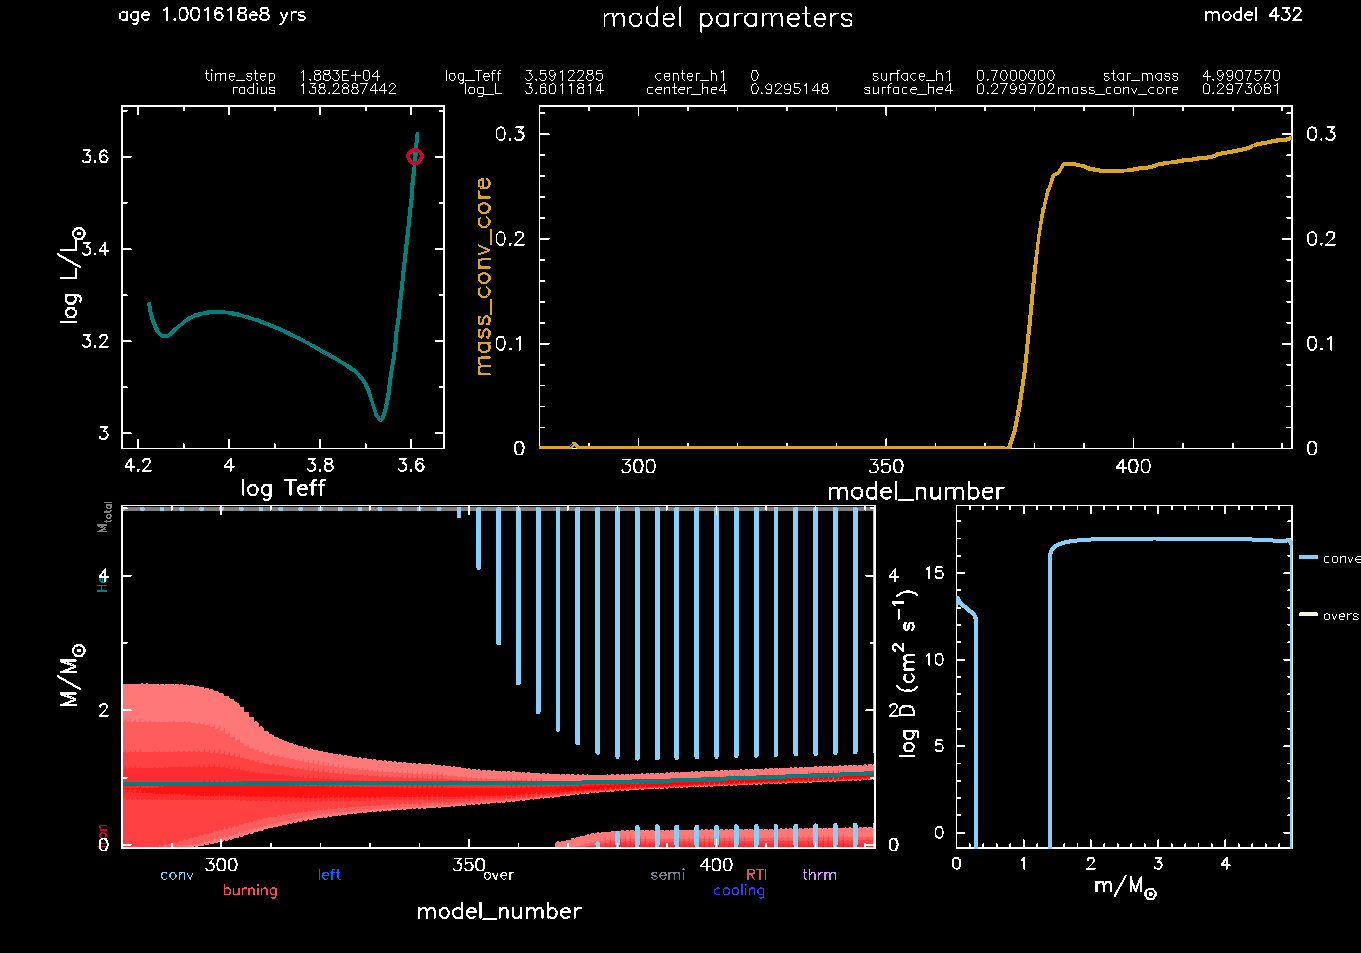 age 1.001618e8 yrs model parameters model 432
time_step 1.883E+04 log_Teff 3.5912285 center_h1 0 surface_h1 0.7000000 star_mass 4.9907570
radius 138.2887442 log_L 3.6011814 center_he4 0.9295148 surface_he4 0.2799702 mass_conv_core 0.2973081
log L/L⊙
3.6
3.4
3.2
3
4.2 4 3.8 3.6
log Teff
mass_conv_core
0.3 0.3
0.2 0.2
0.1 0.1
0 0
300 350 400
model_number
M/M⊙
Mtotal
He
4 4
2 2
0 0
300 350 400
conv left over semi RTI thrm
burning cooling
model_number
log D (cm² s⁻¹)
15
10
5
0
0 1 2 3 4
m/M⊙
conve
overs